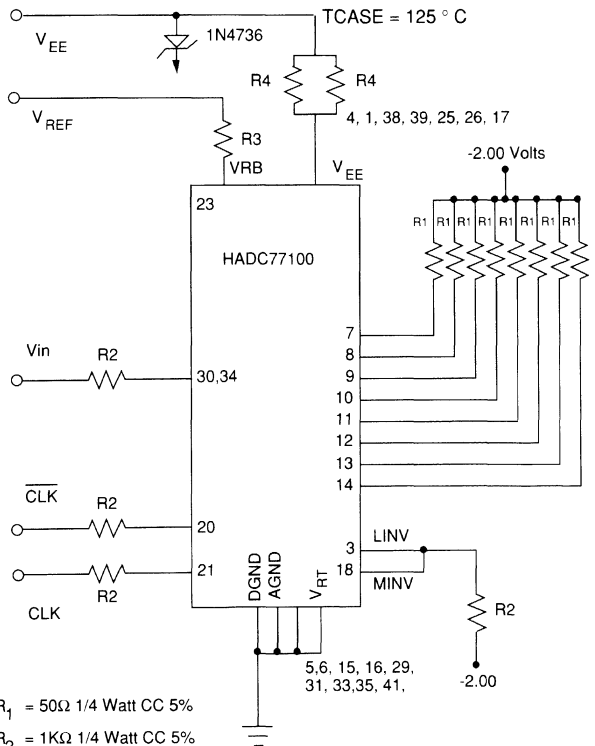 TCASE = 125 ° C
V_EE
1N4736
R4 R4
4, 1, 38, 39, 25, 26, 17
V_REF
R3
VRB
V_EE
-2.00 Volts
23
R1 R1 R1 R1 R1 R1 R1 R1
HADC77100
7
8
9
10
11
12
13
14
Vin
R2
30,34
CLK
R2
20
21
R2
CLK
3 LINV
18 MINV
DGND
AGND
V_RT
R2
-2.00
5,6, 15, 16, 29,
31, 33,35, 41,
R1 = 50Ω 1/4 Watt CC 5%
= 1KΩ 1/4 Watt CC 5%